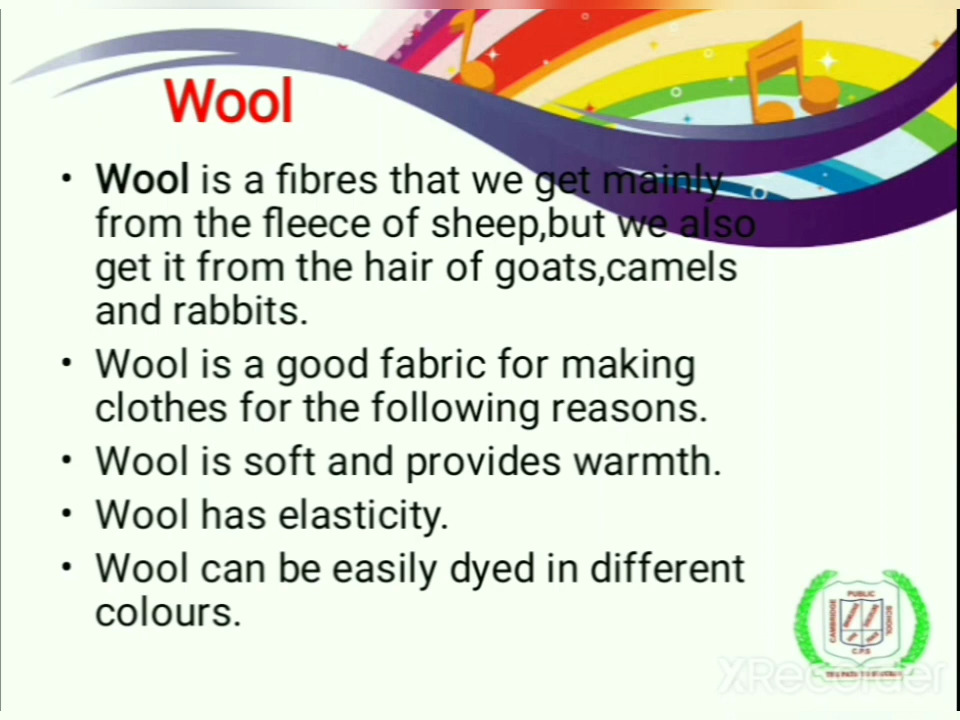 Wool
• Wool is a fibres that we get mainly
from the fleece of sheep,but we also
get it from the hair of goats,camels
and rabbits.
• Wool is a good fabric for making
clothes for the following reasons.
• Wool is soft and provides warmth.
• Wool has elasticity.
• Wool can be easily dyed in different
colours.
PUBLIC
CAMBRIDGE
SCHOOL
C.P.S
XRecorder